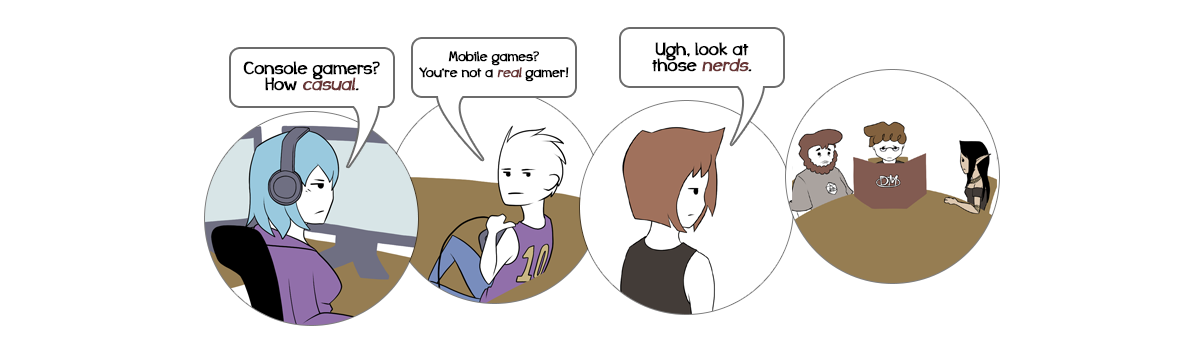 Console gamers?
How casual.
Mobile games?
You're not a real gamer!
Ugh, look at
those nerds.
10
DM